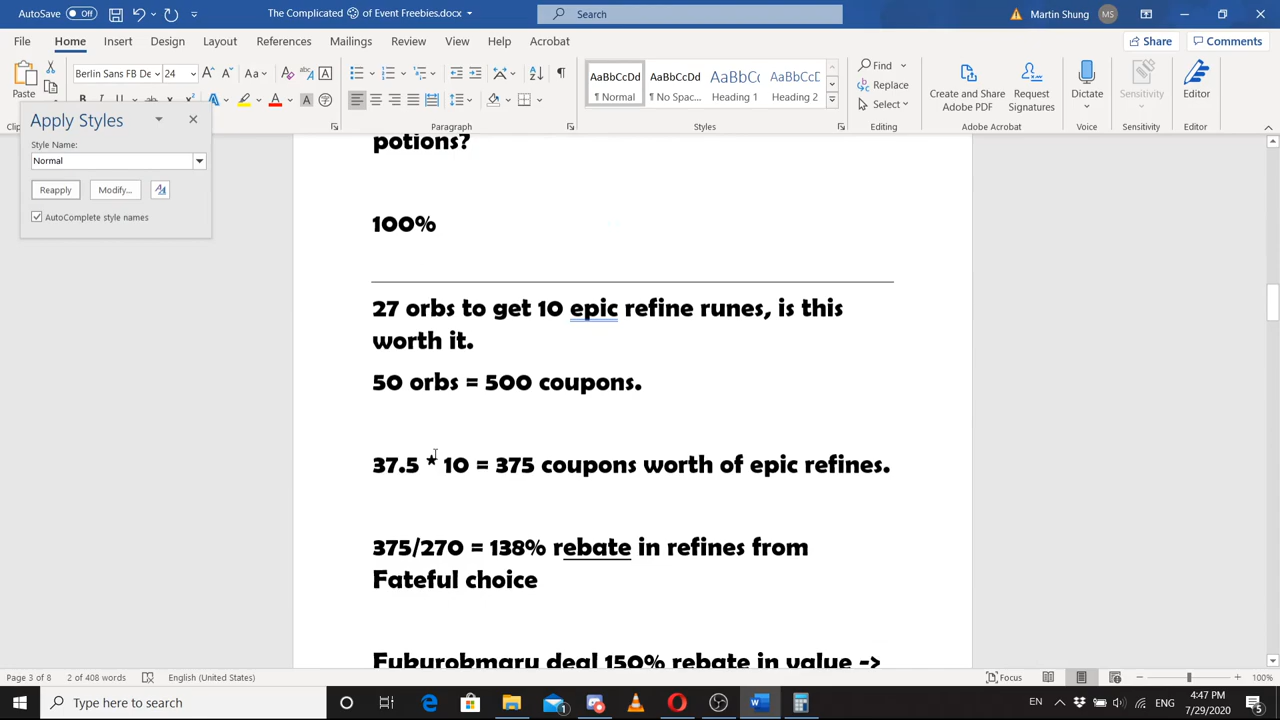 AutoSave Off
The Complicated of Orochi...
Search
Martin Shung MS
File Home Insert Design Layout References Mailings Review View Help Acrobat
Share Comments
Paste
Berlin Sans FB De 24
Aa
AaBbCcDd AaBbCcDd AaBbCc AaBbCcD
¶ Normal ¶ No Spac... Heading 1 Heading 2
Find
Replace
Select
Create and Share Adobe PDF
Request Signatures
Dictate
Sensitivity
Editor
Paragraph Styles Editing Adobe Acrobat Voice Sensitivity Editor
Apply Styles
Style Name:
Normal
Reapply Modify...
AutoComplete style names
potions?
100%
27 orbs to get 10 epic refine runes, is this
worth it.
50 orbs = 500 coupons.
37.5 * 10 = 375 coupons worth of epic refines.
375/270 = 138% rebate in refines from
Fateful choice
Fukurokmaru deal 150% rebate in value ->
Page 3 of 8 2 of 408 words English (United States) Focus 100%
Type here to search
EN 4:47 PM
7/29/2020